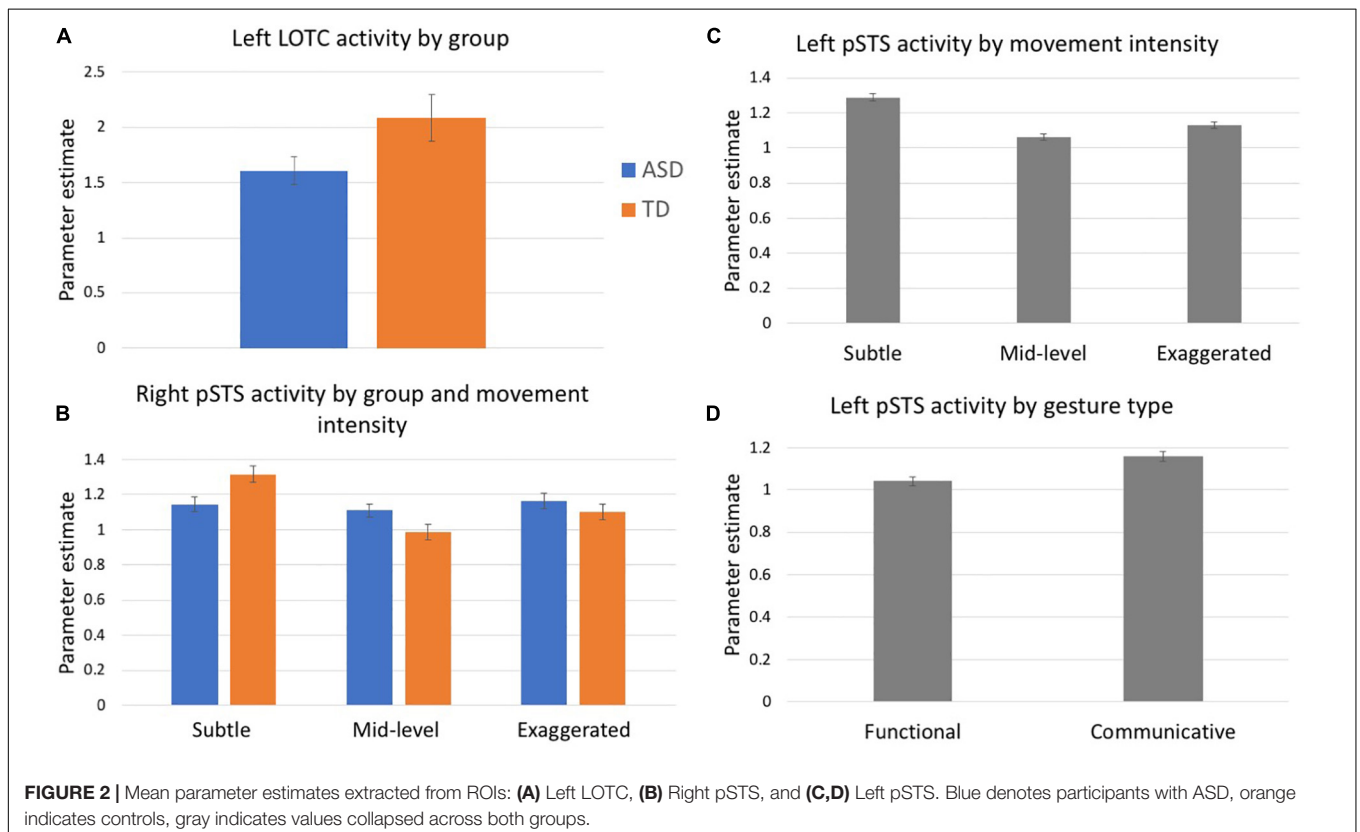 A
Left LOTC activity by group
Parameter estimate
2.5
2
1.5
1
0.5
0
ASD
TD
B
Right pSTS activity by group and movement
intensity
Parameter estimate
1.4
1.2
1
0.8
0.6
0.4
0.2
0
Subtle Mid-level Exaggerated
C
Left pSTS activity by movement intensity
Parameter estimate
1.4
1.2
1
0.8
0.6
0.4
0.2
0
Subtle Mid-level Exaggerated
D
Left pSTS activity by gesture type
Parameter estimate
1.2
1
0.8
0.6
0.4
0.2
0
Functional Communicative
FIGURE 2 | Mean parameter estimates extracted from ROIs: (A) Left LOTC, (B) Right pSTS, and (C,D) Left pSTS. Blue denotes participants with ASD, orange
indicates controls, gray indicates values collapsed across both groups.